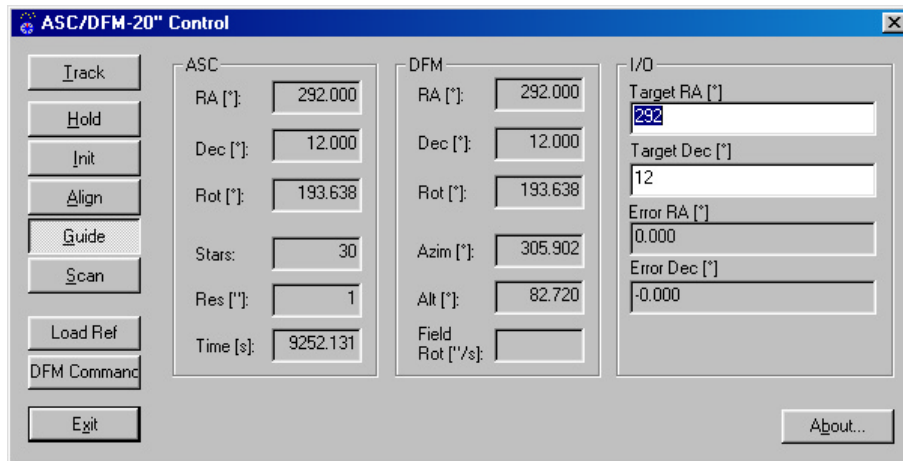 ASC/DFM-20" Control
Track
Hold
Init
Align
Guide
Scan
Load Ref
DFM Command
Exit
ASC
RA [°]: 292.000
Dec [°]: 12.000
Rot [°]: 193.638
Stars: 30
Res ["]: 1
Time [s]: 9252.131
DFM
RA [°]: 292.000
Dec [°]: 12.000
Rot [°]: 193.638
Azim [°]: 305.902
Alt [°]: 82.720
Field
Rot ["/s]:
I/O
Target RA [°]
292
Target Dec [°]
12
Error RA [°]
0.000
Error Dec [°]
-0.000
About...